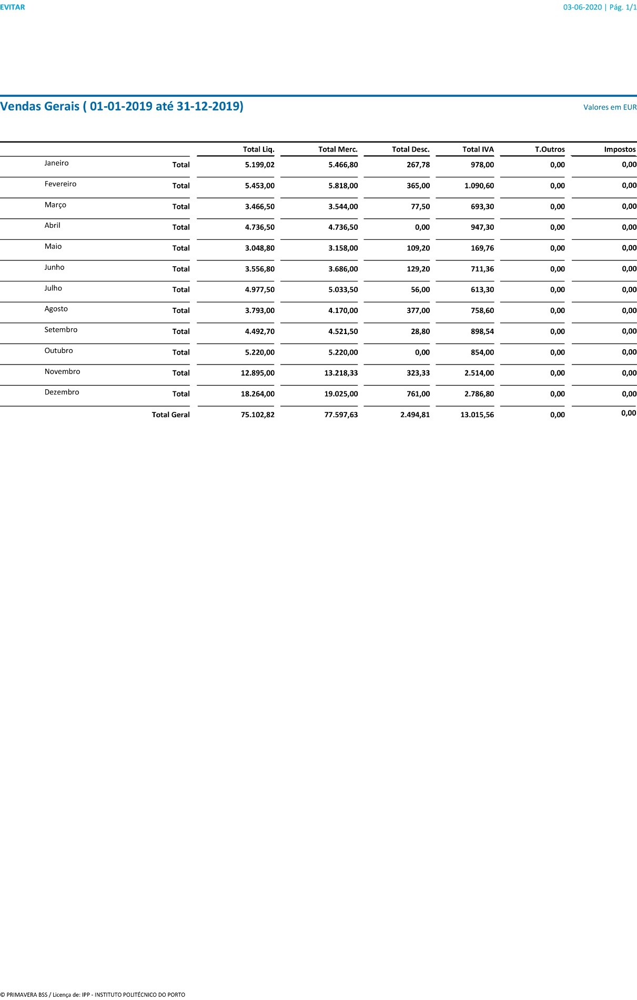 EVITAR 03-06-2020 | Pág. 1/1
Vendas Gerais ( 01-01-2019 até 31-12-2019) Valores em EUR
Total Liq. Total Merc. Total Desc. Total IVA T.Outros Impostos
Janeiro Total 5.199,02 5.466,80 267,78 978,00 0,00 0,00
Fevereiro Total 5.453,00 5.818,00 365,00 1.090,60 0,00 0,00
Março Total 3.466,50 3.544,00 77,50 693,30 0,00 0,00
Abril Total 4.736,50 4.736,50 0,00 947,30 0,00 0,00
Maio Total 3.048,80 3.158,00 109,20 169,76 0,00 0,00
Junho Total 3.556,80 3.686,00 129,20 711,36 0,00 0,00
Julho Total 4.977,50 5.033,50 56,00 613,30 0,00 0,00
Agosto Total 3.793,00 4.170,00 377,00 758,60 0,00 0,00
Setembro Total 4.492,70 4.521,50 28,80 898,54 0,00 0,00
Outubro Total 5.220,00 5.220,00 0,00 854,00 0,00 0,00
Novembro Total 12.895,00 13.218,33 323,33 2.514,00 0,00 0,00
Dezembro Total 18.264,00 19.025,00 761,00 2.786,80 0,00 0,00
Total Geral 75.102,82 77.597,63 2.494,81 13.015,56 0,00 0,00
© PRIMAVERA BSS / Licença de: IPP - INSTITUTO POLITÉCNICO DO PORTO